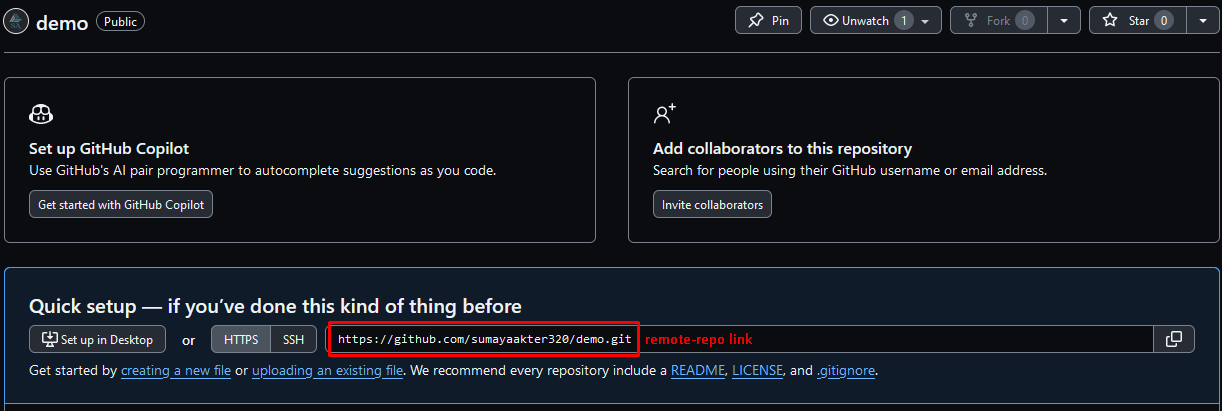 demo Public Pin Unwatch 1 Fork 0 Star 0
Set up GitHub Copilot
Use GitHub's AI pair programmer to autocomplete suggestions as you code.
Get started with GitHub Copilot
Add collaborators to this repository
Search for people using their GitHub username or email address.
Invite collaborators
Quick setup — if you've done this kind of thing before
Set up in Desktop or HTTPS SSH https://github.com/sumayaakter320/demo.git remote-repo link
Get started by creating a new file or uploading an existing file. We recommend every repository include a README, LICENSE, and .gitignore.